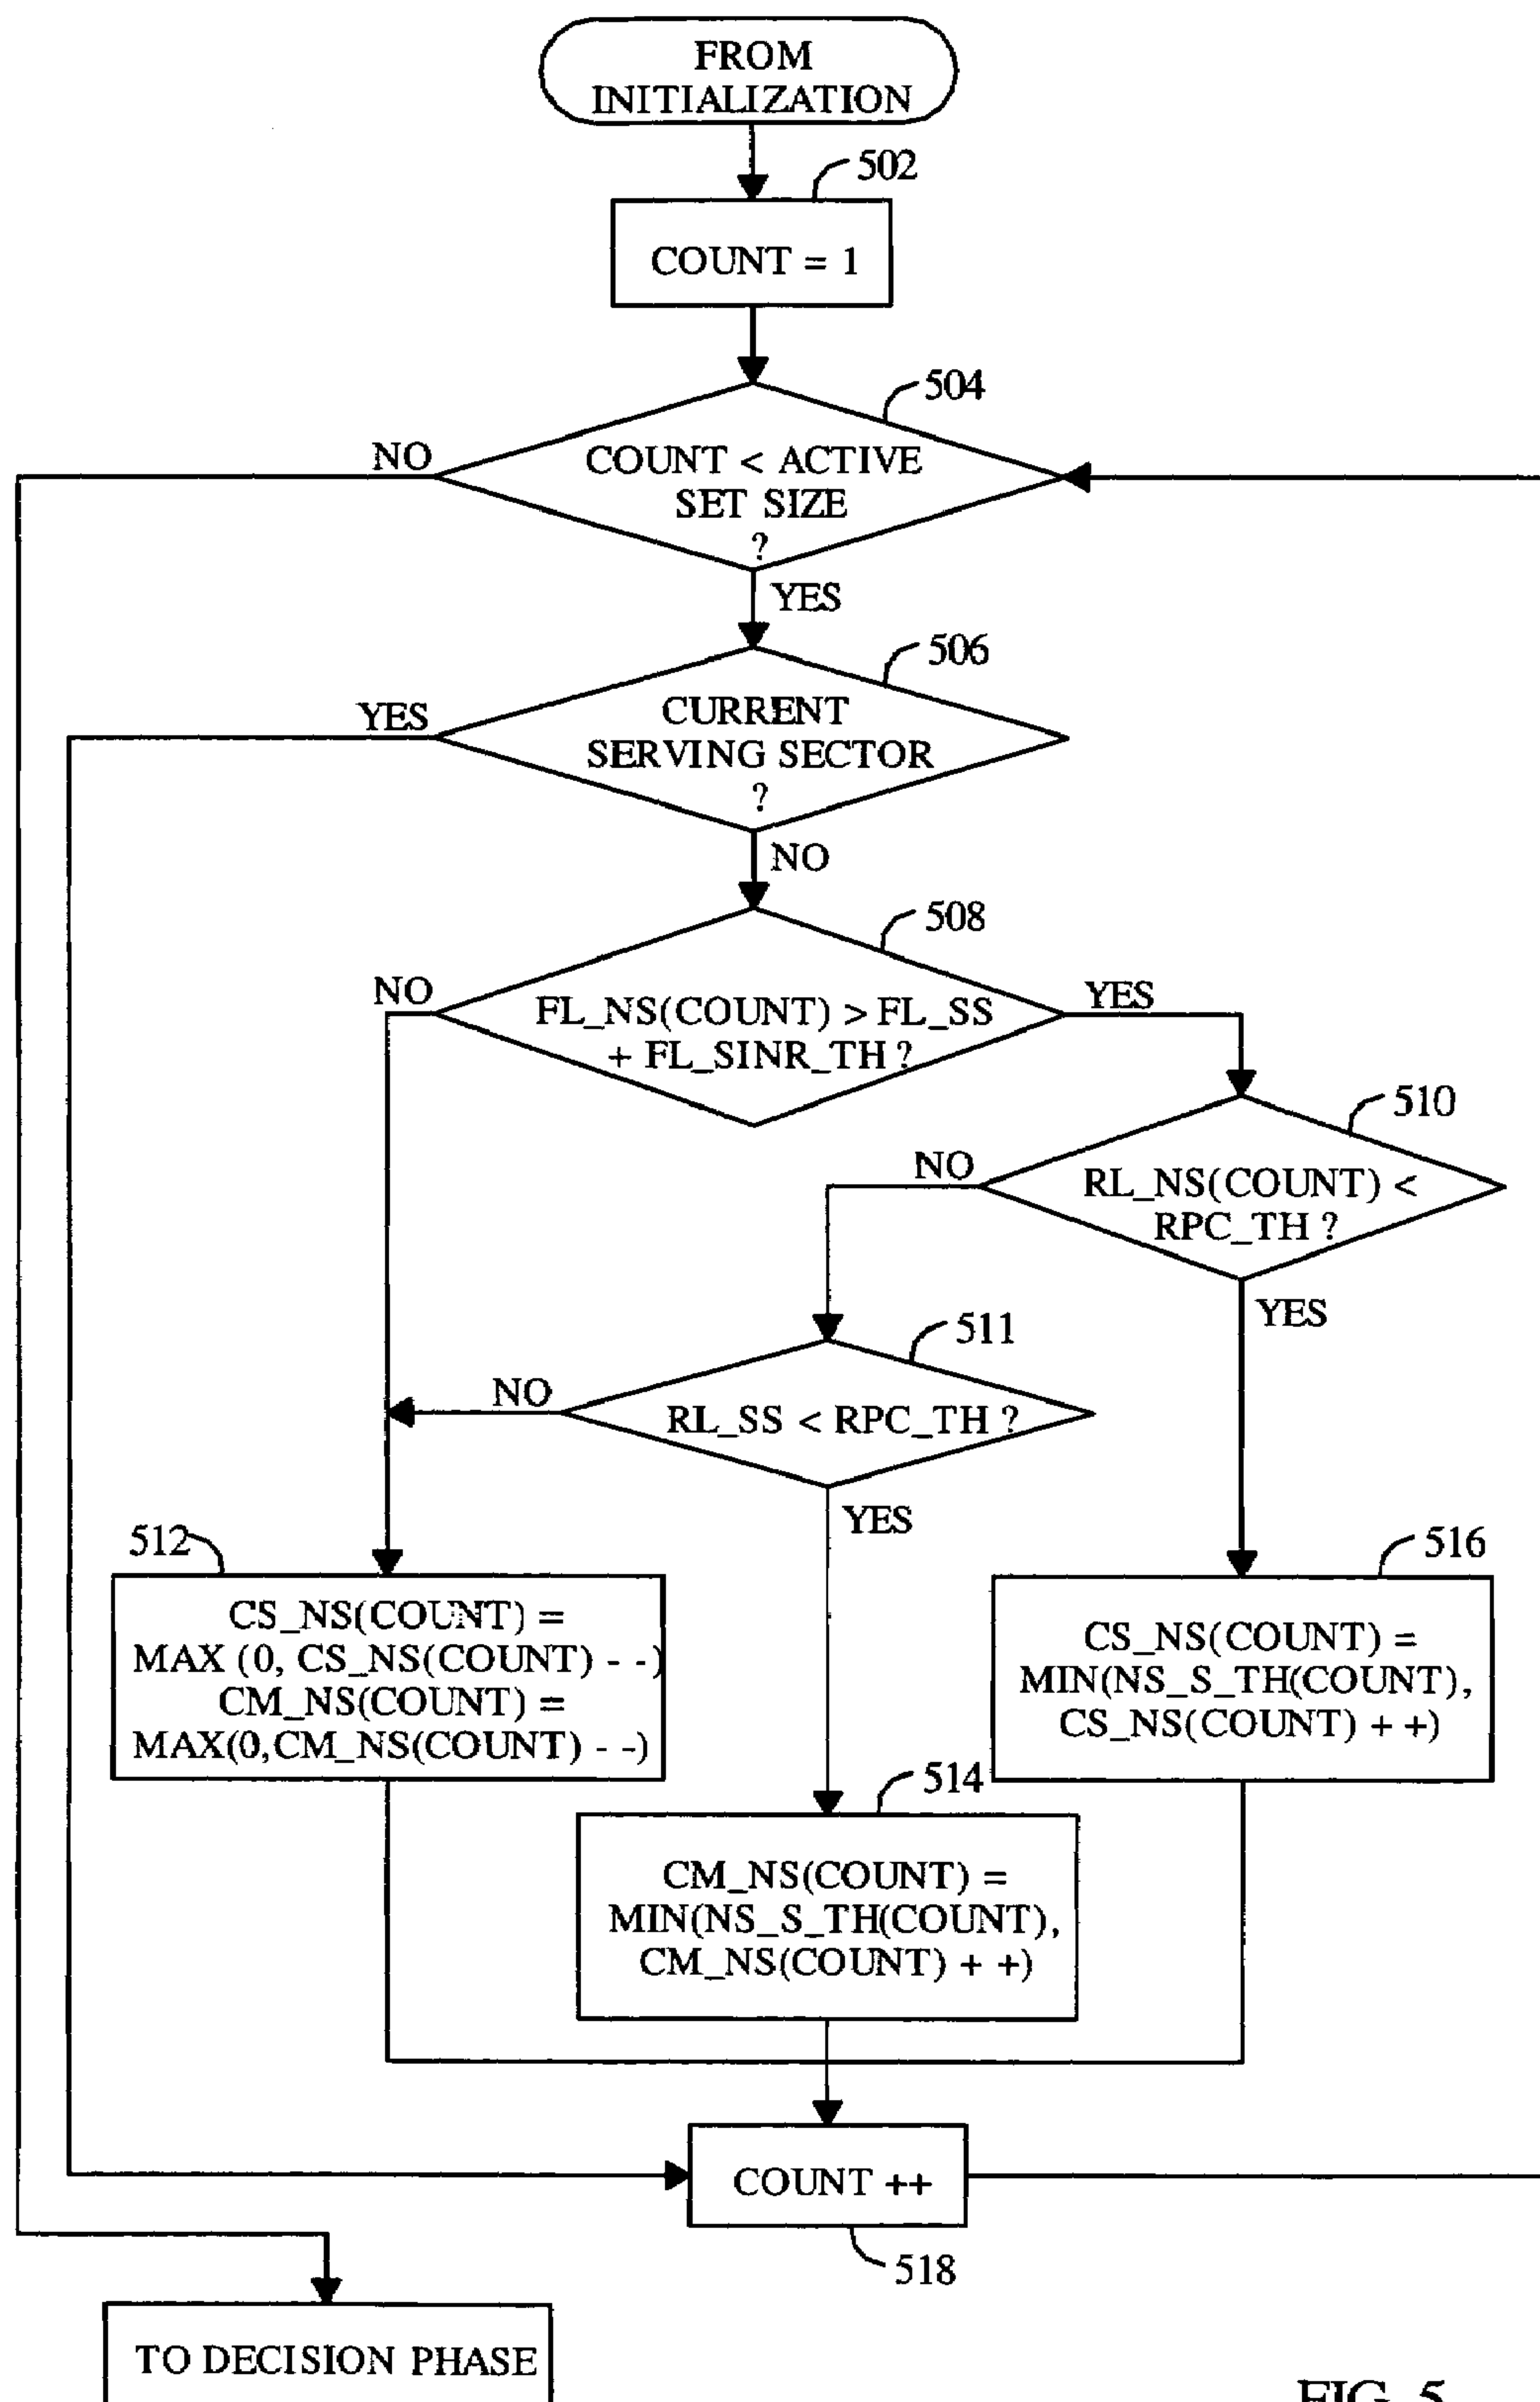 FROM
INITIALIZATION
502
COUNT = 1
504
NO
COUNT < ACTIVE
SET SIZE
?
YES
506
YES
CURRENT
SERVING SECTOR
?
NO
508
NO
YES
FL_NS(COUNT) > FL_SS
+ FL_SINR_TH ?
510
NO
RL_NS(COUNT) <
RPC_TH ?
YES
511
NO
RL_SS < RPC_TH ?
YES
512
CS_NS(COUNT) =
MAX (0, CS_NS(COUNT) - -)
CM_NS(COUNT) =
MAX(0,CM_NS(COUNT) - -)
516
CS_NS(COUNT) =
MIN(NS_S_TH(COUNT),
CS_NS(COUNT) + +)
514
CM_NS(COUNT) =
MIN(NS_S_TH(COUNT),
CM_NS(COUNT) + +)
COUNT ++
518
TO DECISION PHASE
FIG. 5